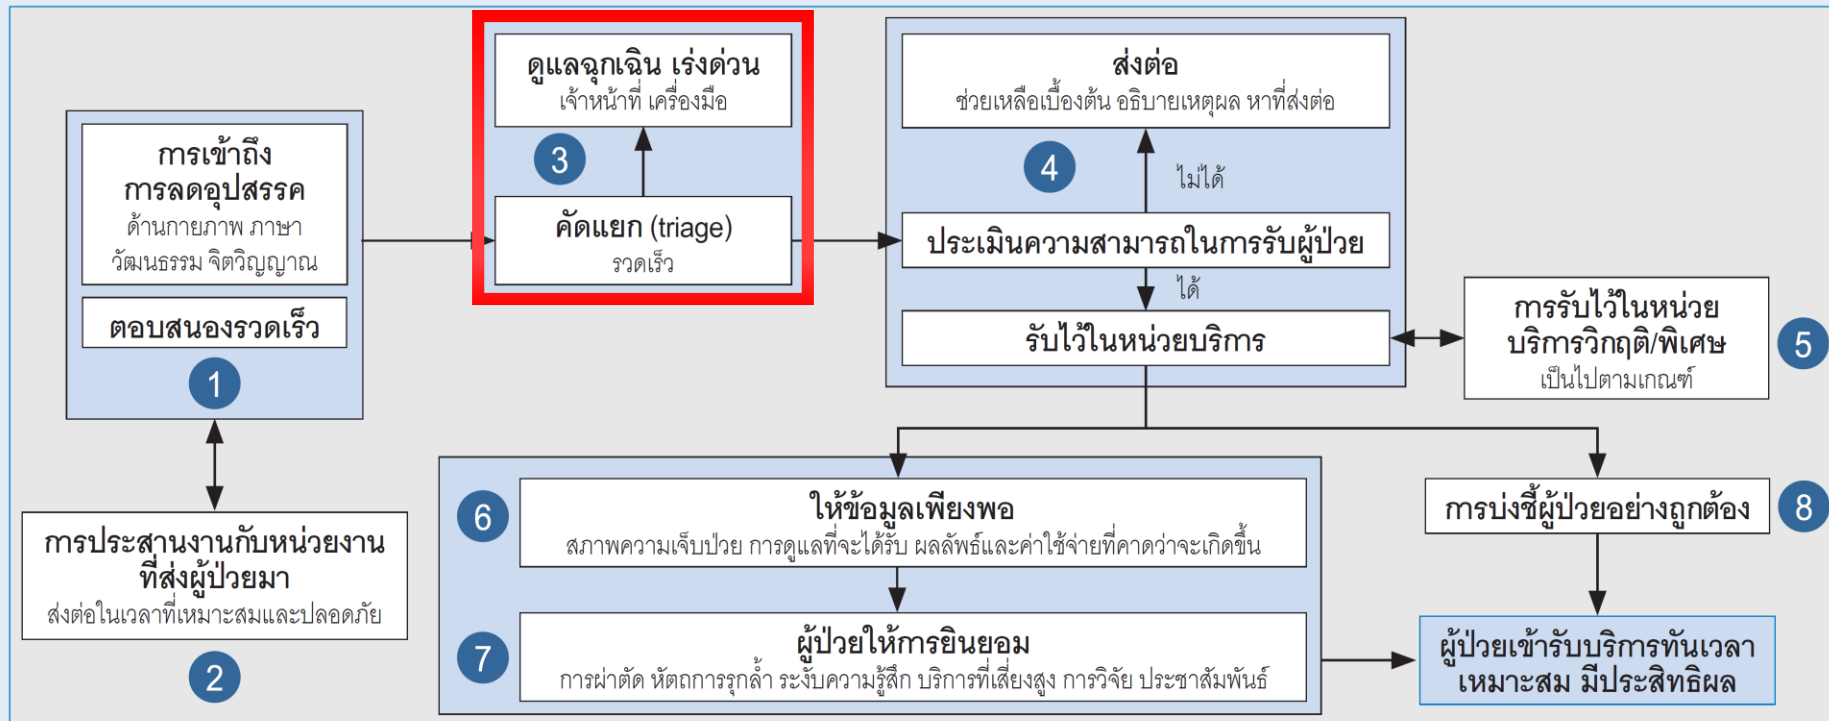 การเข้าถึง
การลดอุปสรรค
ด้านกายภาพ ภาษา
วัฒนธรรม จิตวิญญาณ
ตอบสนองรวดเร็ว
1
การประสานงานกับหน่วยงาน
ที่ส่งผู้ป่วยมา
ส่งต่อในเวลาที่เหมาะสมและปลอดภัย
2
ดูแลฉุกเฉิน เร่งด่วน
เจ้าหน้าที่ เครื่องมือ
3
คัดแยก (triage)
รวดเร็ว
ส่งต่อ
ช่วยเหลือเบื้องต้น อธิบายเหตุผล หาที่ส่งต่อ
4
ไม่ได้
ประเมินความสามารถในการรับผู้ป่วย
ได้
รับไว้ในหน่วยบริการ
การรับไว้ในหน่วย
บริการวิกฤติ/พิเศษ
เป็นไปตามเกณฑ์
5
6
ให้ข้อมูลเพียงพอ
สภาพความเจ็บป่วย การดูแลที่จะได้รับ ผลลัพธ์และค่าใช้จ่ายที่คาดว่าจะเกิดขึ้น
7
ผู้ป่วยให้การยินยอม
การผ่าตัด หัตถการรุกล้ำ ระงับความรู้สึก บริการที่เสี่ยงสูง การวิจัย ประชาสัมพันธ์
การบ่งชี้ผู้ป่วยอย่างถูกต้อง
8
ผู้ป่วยเข้ารับบริการทันเวลา
เหมาะสม มีประสิทธิผล